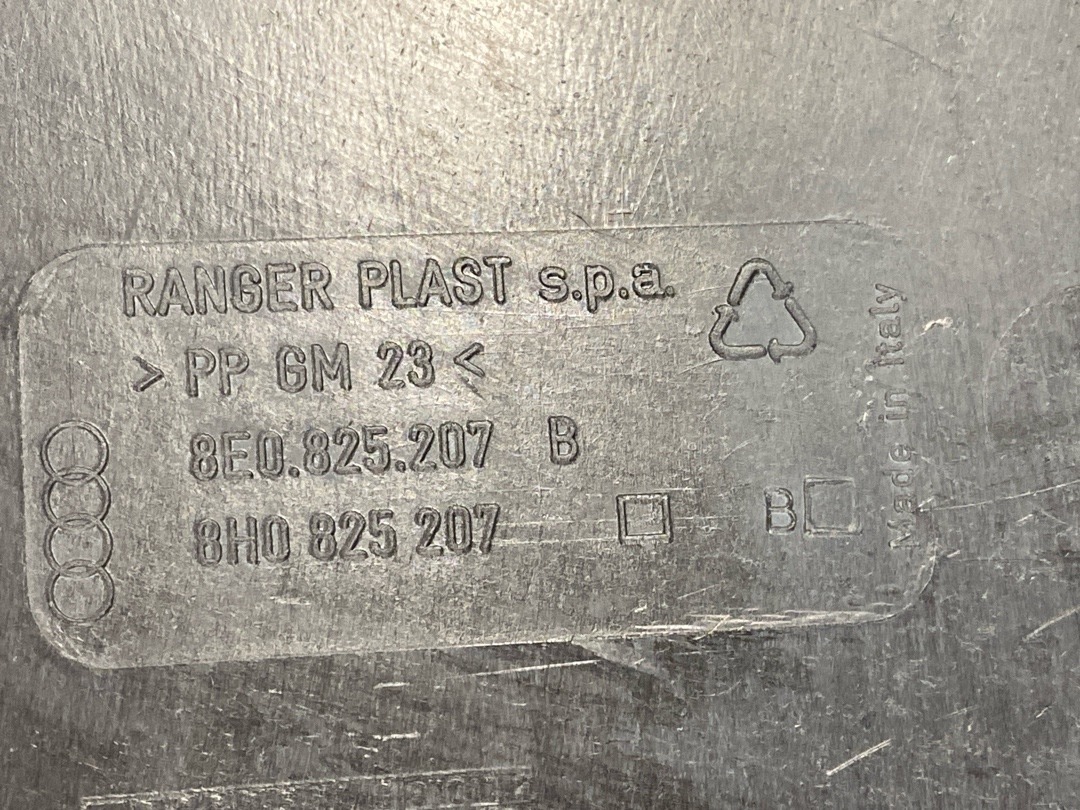 RANGER PLAST s.p.a.
> PP GM 23 <
8E0.825.207 B
8H0 825 207
B
Made in Italy